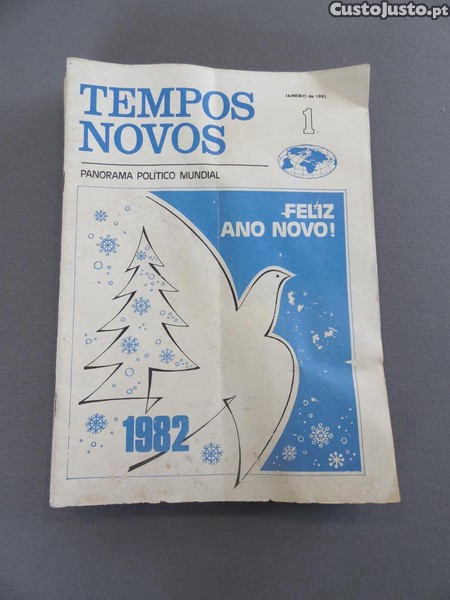 CustoJusto.pt
JANEIRO de 1982
TEMPOS
NOVOS
1
PANORAMA POLÍTICO MUNDIAL
FELIZ
ANO NOVO!
1982